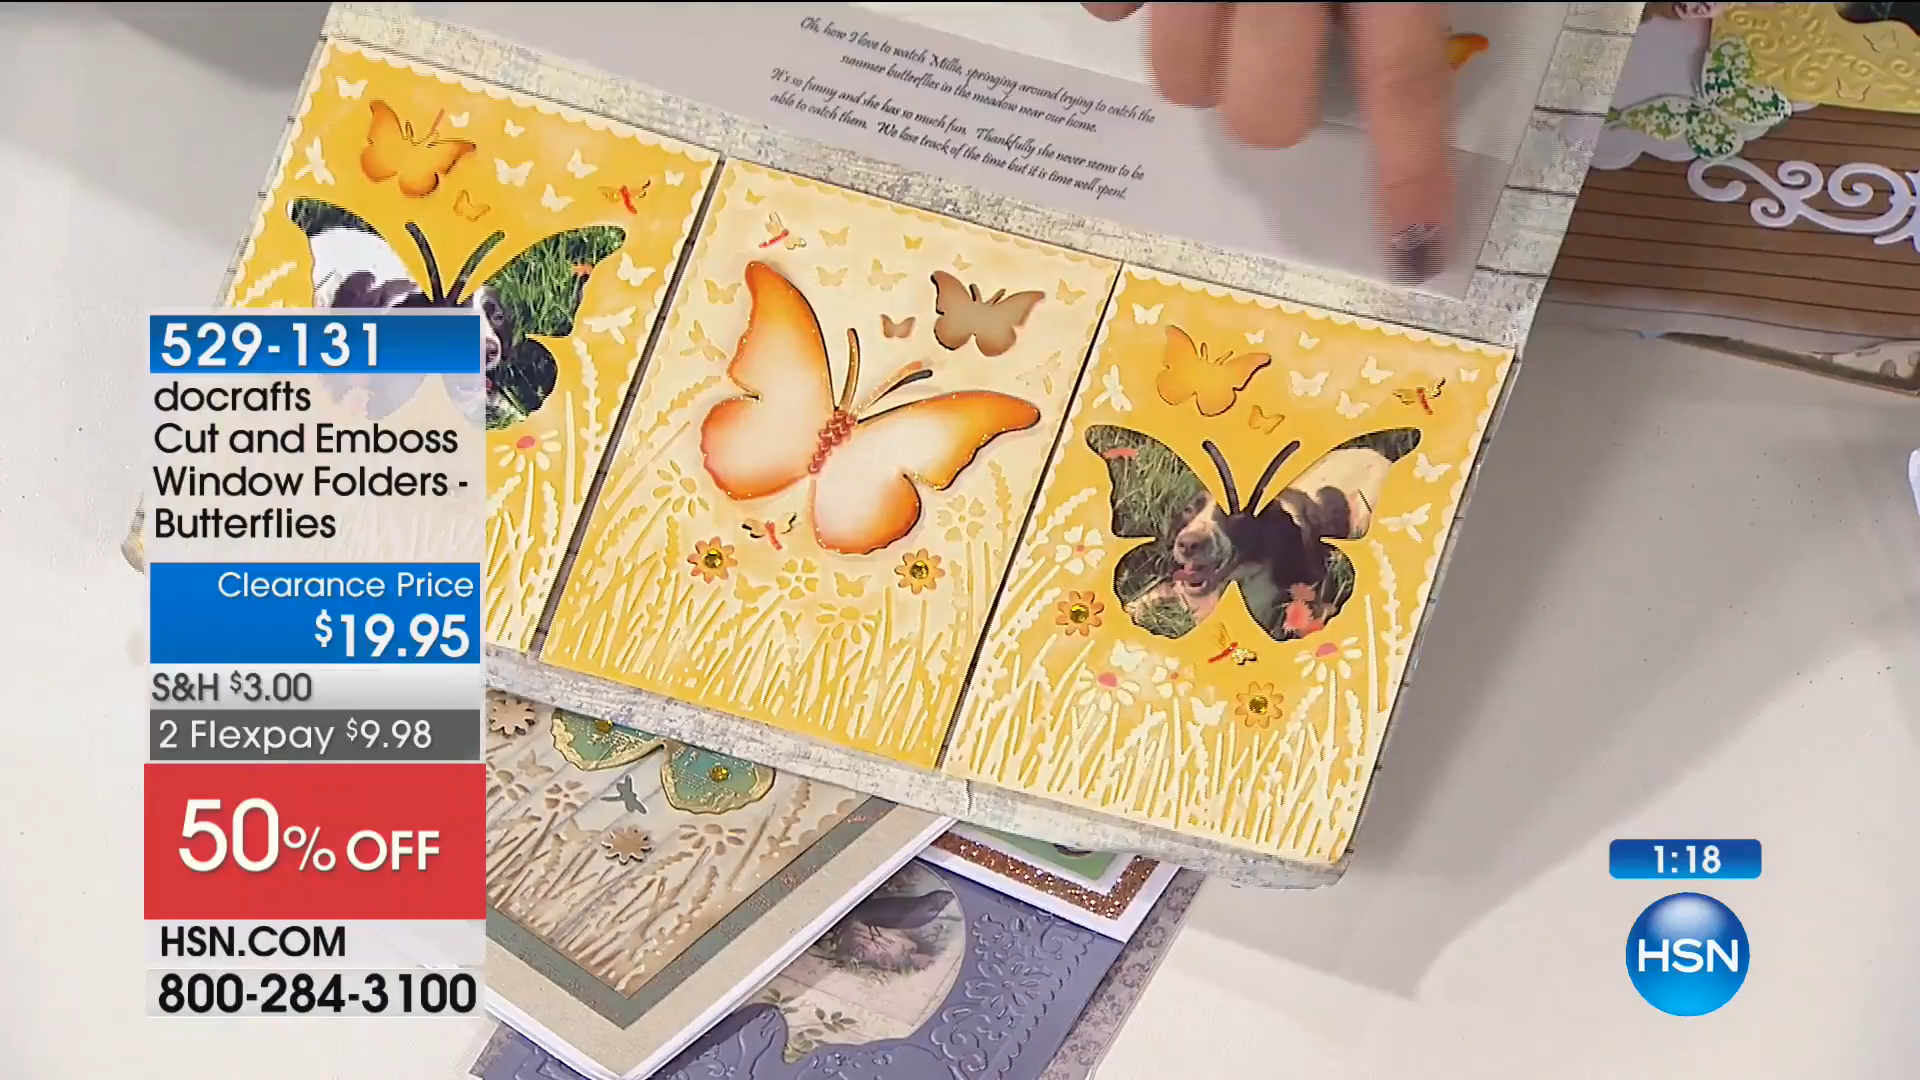 Oh, how I love to watch Millie, springing around trying to catch the
summer butterflies in the meadow near our home.
It's so funny and she has so much fun. Thankfully she never seems to be
able to catch them. We lose track of the time but it is time well spent.
529-131
docrafts
Cut and Emboss
Window Folders -
Butterflies
Clearance Price
$19.95
S&H $3.00
2 Flexpay $9.98
50% OFF
HSN.COM
800-284-3100
1:18
HSN